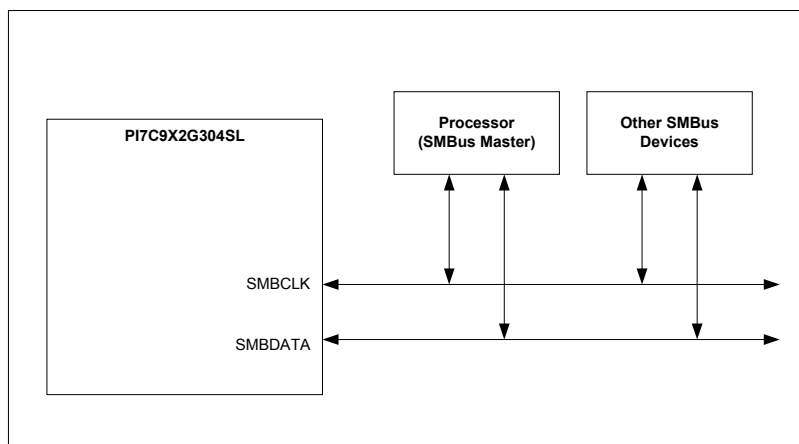 PI7C9X2G304SL
Processor
(SMBus Master)
Other SMBus
Devices
SMBCLK
SMBDATA